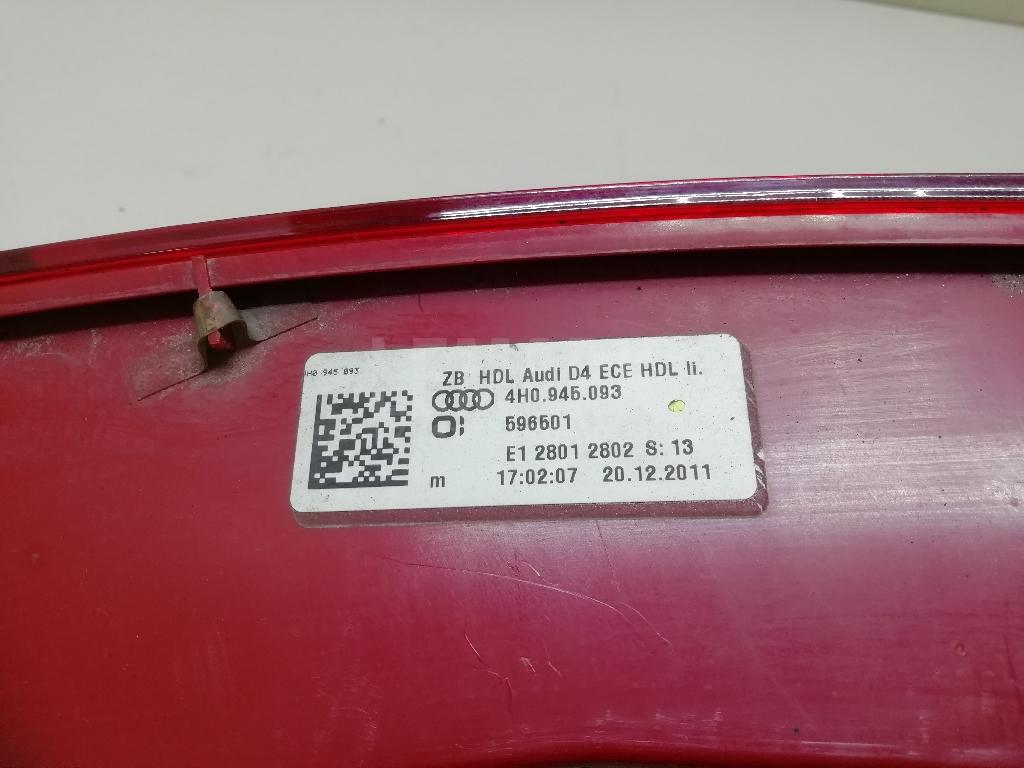 4H0 945 093
ZB HDL Audi D4 ECE HDL li.
4H0.945.093
596501
E1 2801 2802 S: 13
m 17:02:07 20.12.2011